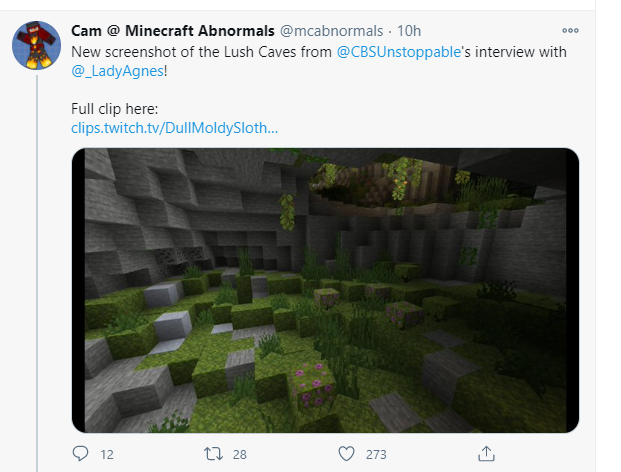 Cam @ Minecraft Abnormals @mcabnormals · 10h
New screenshot of the Lush Caves from @CBSUnstoppable's interview with
@_LadyAgnes!
Full clip here:
clips.twitch.tv/DullMoldySloth...
12 28 273